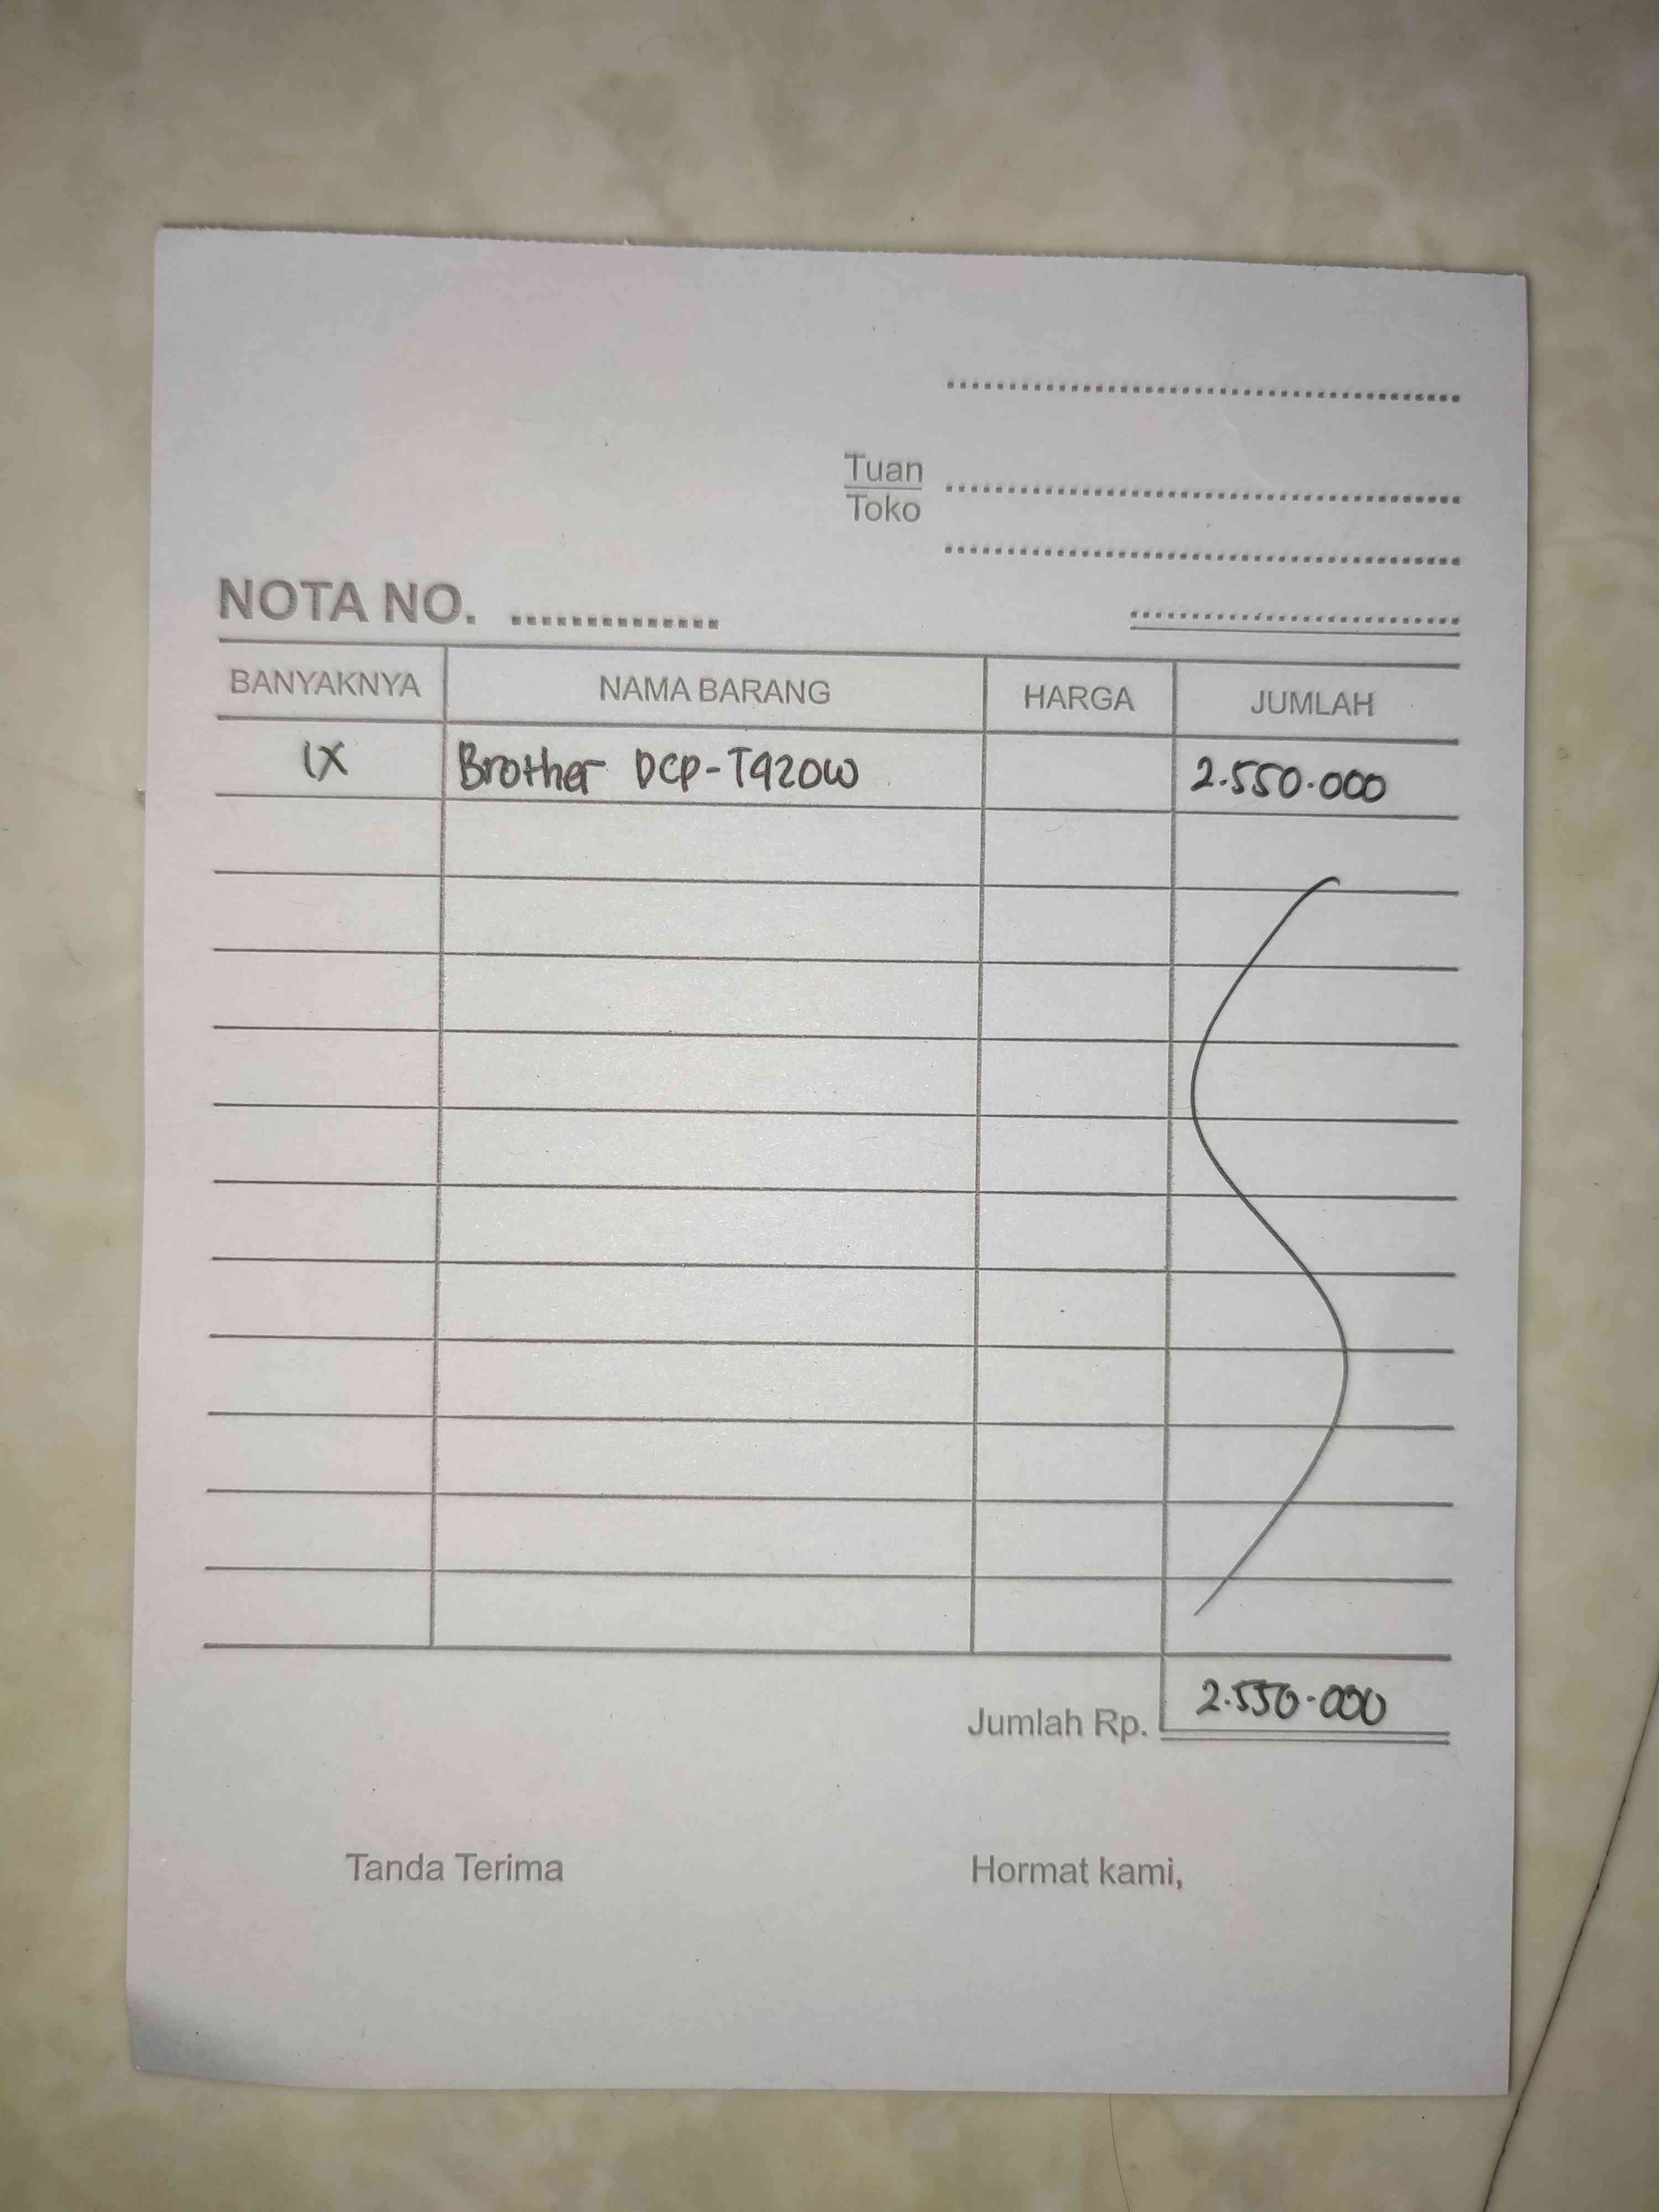 Tuan
Toko
NOTA NO.
BANYAKNYA NAMA BARANG HARGA JUMLAH
1X Brother DCP-T920W 2.550.000
Jumlah Rp. 2.550.000
Tanda Terima Hormat kami,